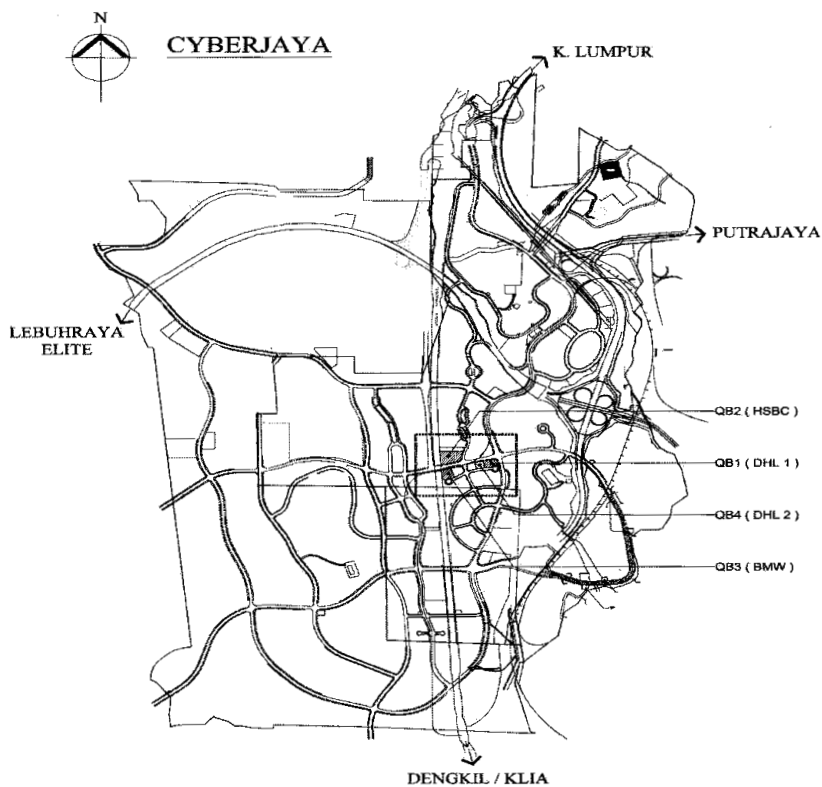 N
CYBERJAYA
K. LUMPUR
PUTRAJAYA
LEBUHRAYA
ELITE
QB2 ( HSBC )
QB1 ( DHL 1 )
QB4 ( DHL 2 )
QB3 ( BMW )
DENGKIL / KLIA